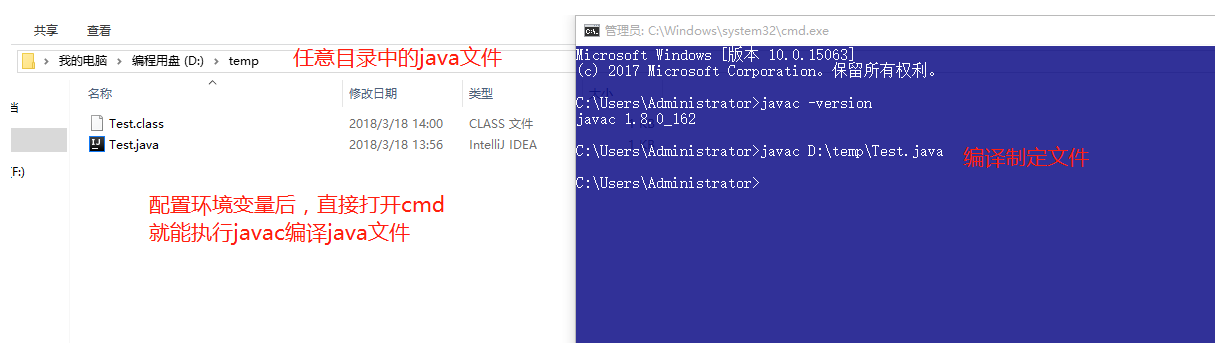 共享 查看
我的电脑 编程用盘 (D:) temp
任意目录中的java文件
名称 修改日期 类型
Test.class 2018/3/18 14:00 CLASS 文件
Test.java 2018/3/18 13:56 IntelliJ IDEA
(F:)
配置环境变量后，直接打开cmd
就能执行javac编译java文件
管理员: C:\Windows\system32\cmd.exe
Microsoft Windows [版本 10.0.15063]
(c) 2017 Microsoft Corporation。保留所有权利。
C:\Users\Administrator>javac -version
javac 1.8.0_162
C:\Users\Administrator>javac D:\temp\Test.java
编译制定文件
C:\Users\Administrator>